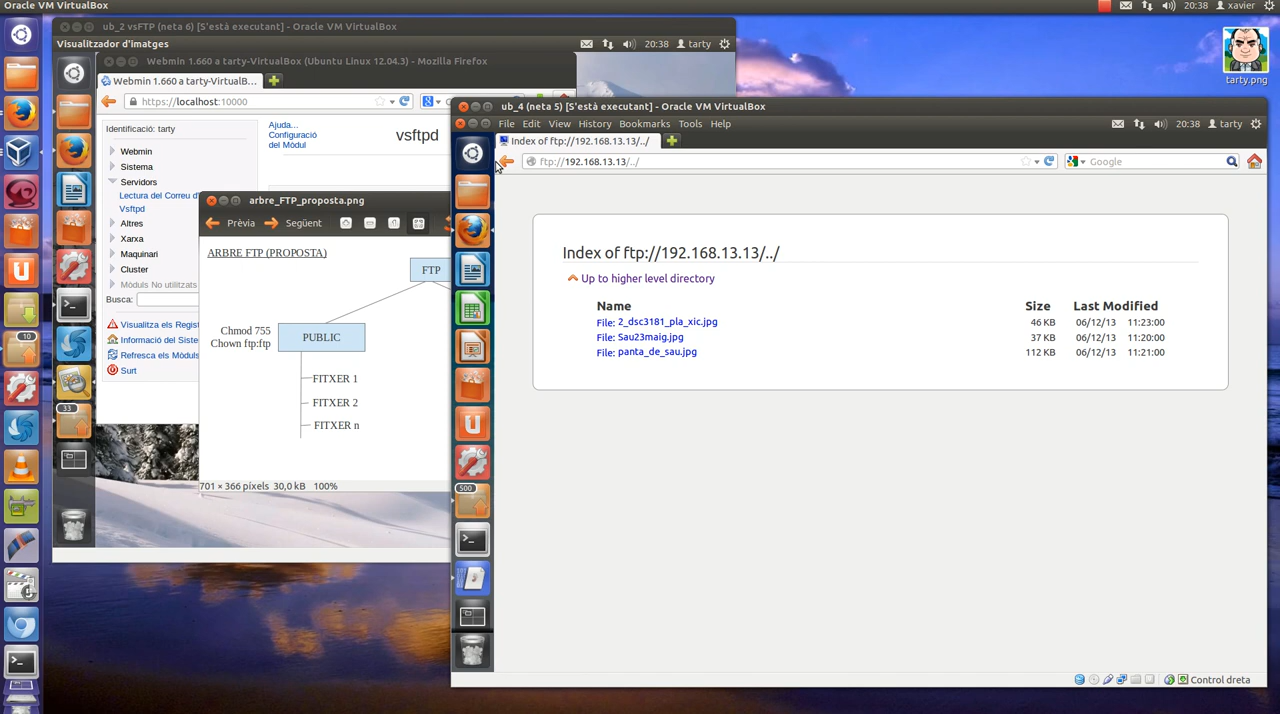 Oracle VM VirtualBox
20:38 xavier
ub_2 vsFTP (neta 6) [S'està executant] - Oracle VM VirtualBox
Visualitzador d'imatges
20:38 tarty
Webmin 1.660 a tarty-VirtualBox (Ubuntu Linux 12.04.3) - Mozilla Firefox
Webmin 1.660 a tarty-VirtualB...
https://localhost:10000
Identificació: tarty
Webmin
Sistema
Servidors
Lectura del Correu d'
Vsftpd
Altres
Xarxa
Maquinari
Cluster
Mòduls No utilitzats
Busca:
Visualitza els Regist
Informació del Siste
Refresca els Mòduls
Surt
Ajuda...
Configuració
del Mòdul
vsftpd
10
33
arbre_FTP_proposta.png
Prèvia
Següent
ARBRE FTP (PROPOSTA)
FTP
Chmod 755
Chown ftp:ftp
PUBLIC
FITXER 1
FITXER 2
FITXER n
701 × 366 píxels 30,0 kB 100%
tarty.png
ub_4 (neta 5) [S'està executant] - Oracle VM VirtualBox
File Edit View History Bookmarks Tools Help
20:38 tarty
Index of ftp://192.168.13.13/../
ftp://192.168.13.13/../
Google
Index of ftp://192.168.13.13/../
Up to higher level directory
Name Size Last Modified
File: 2_dsc3181_pla_xic.jpg 46 KB 06/12/13 11:23:00
File: Sau23maig.jpg 37 KB 06/12/13 11:20:00
File: panta_de_sau.jpg 112 KB 06/12/13 11:21:00
500
Control dreta